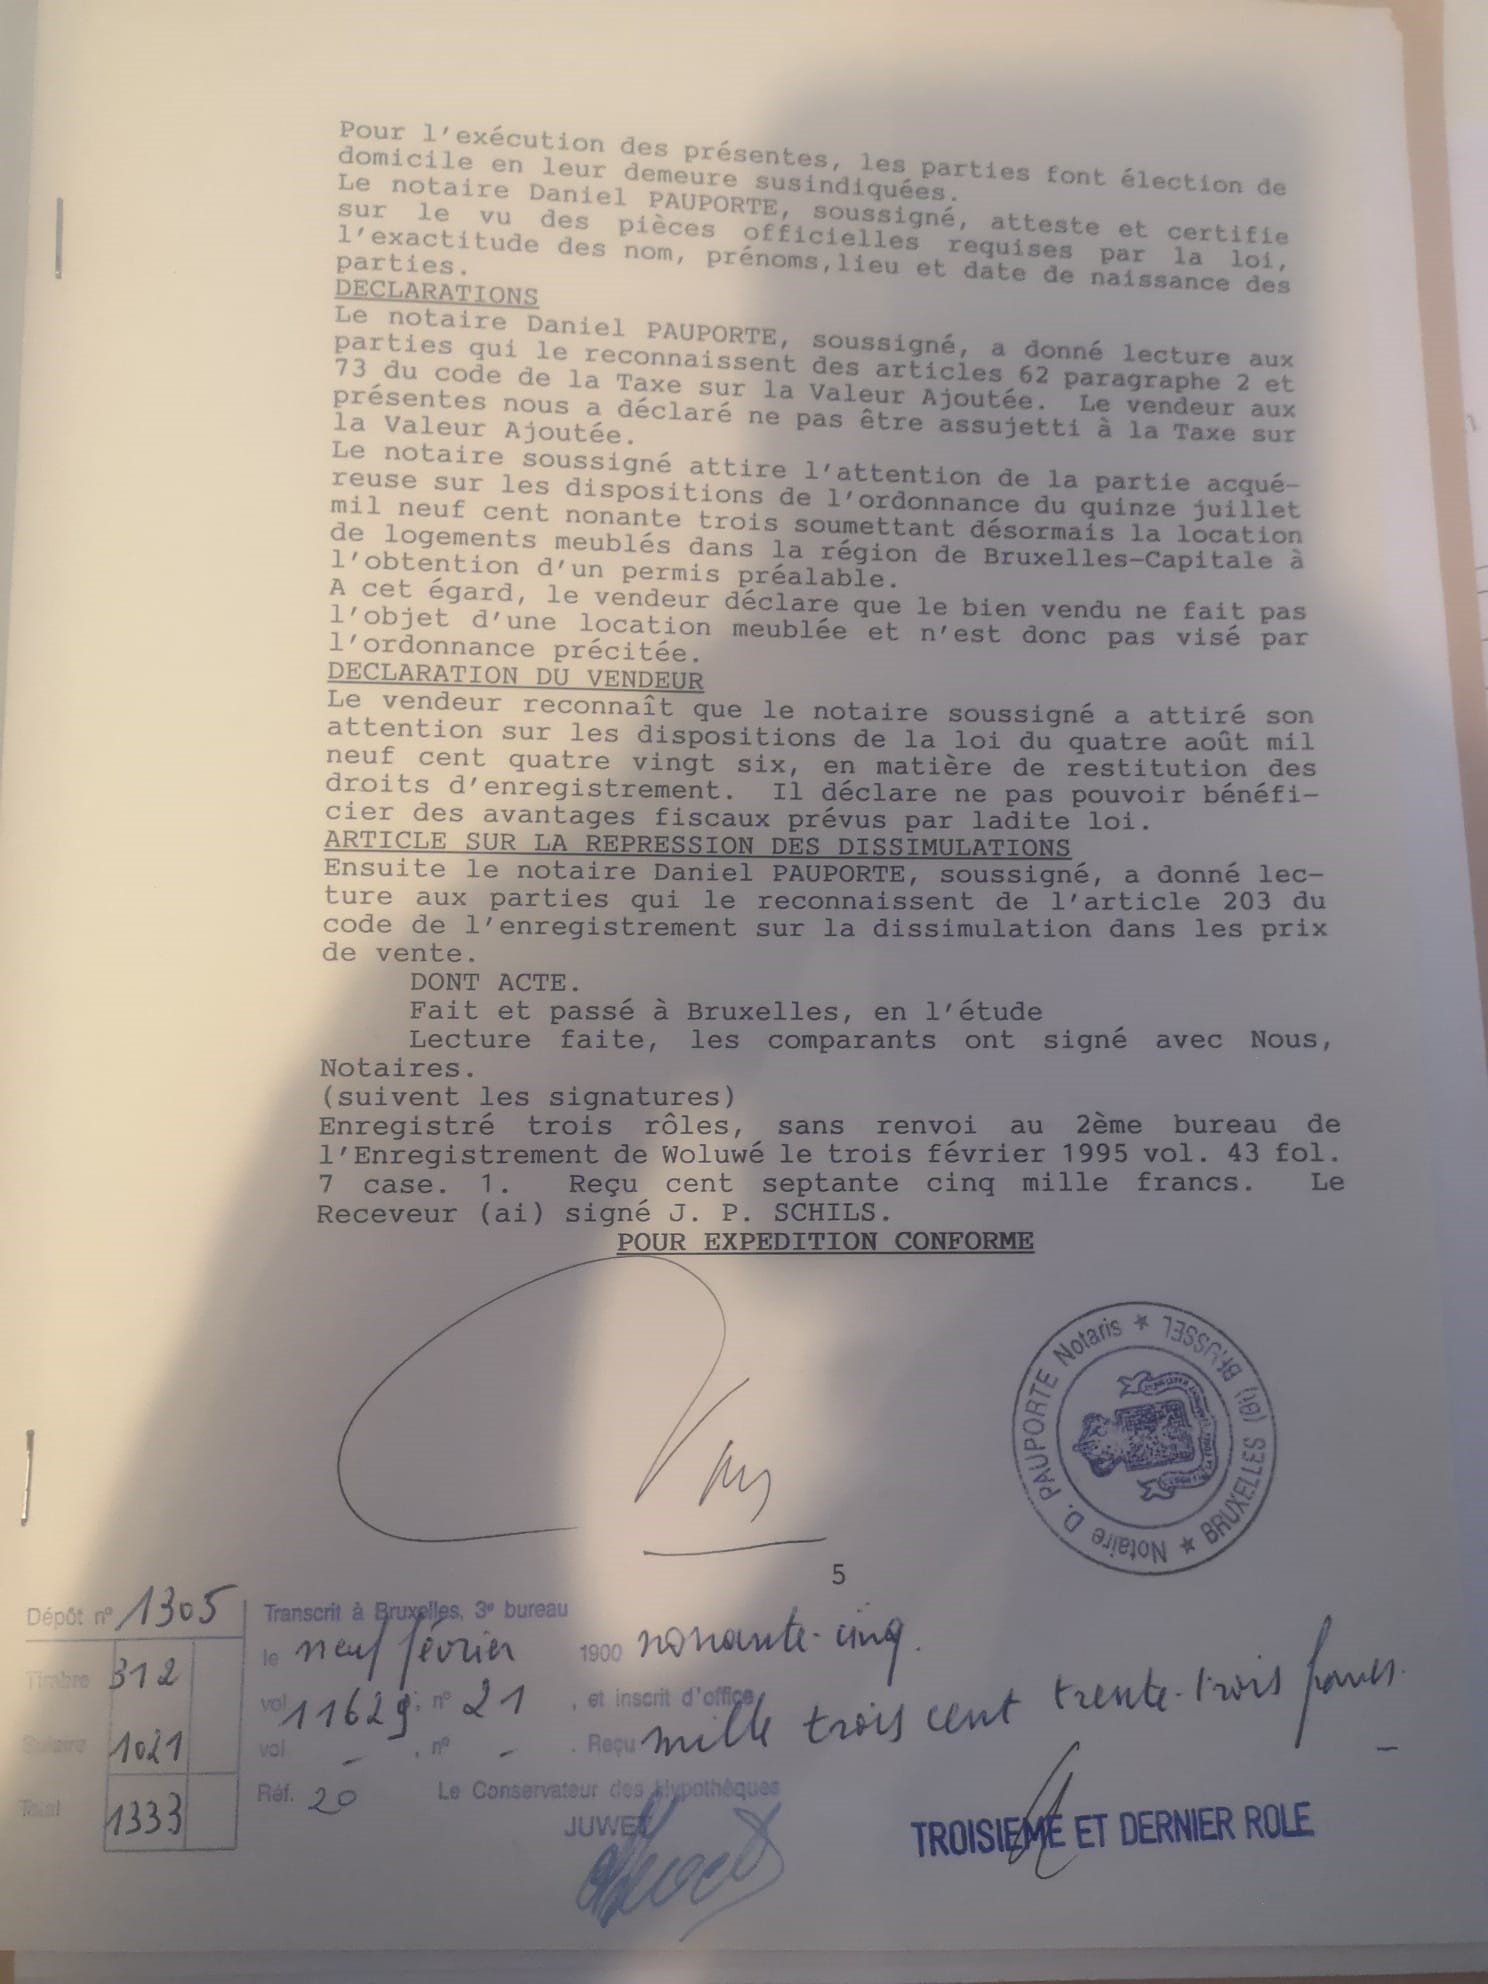 Pour l'exécution des présentes, les parties font élection de
domicile en leur demeure susindiquées.
Le notaire Daniel PAUPORTE, soussigné, atteste et certifie
sur le vu des pièces officielles requises par la loi,
l'exactitude des nom, prénoms,lieu et date de naissance des
parties.
DECLARATIONS
Le notaire Daniel PAUPORTE, soussigné, a donné lecture aux
parties qui le reconnaissent des articles 62 paragraphe 2 et
73 du code de la Taxe sur la Valeur Ajoutée. Le vendeur aux
présentes nous a déclaré ne pas être assujetti à la Taxe sur
la Valeur Ajoutée.
Le notaire soussigné attire l'attention de la partie acqué-
reuse sur les dispositions de l'ordonnance du quinze juillet
mil neuf cent nonante trois soumettant désormais la location
de logements meublés dans la région de Bruxelles-Capitale à
l'obtention d'un permis préalable.
A cet égard, le vendeur déclare que le bien vendu ne fait pas
l'objet d'une location meublée et n'est donc pas visé par
l'ordonnance précitée.
DECLARATION DU VENDEUR
Le vendeur reconnaît que le notaire soussigné a attiré son
attention sur les dispositions de la loi du quatre août mil
neuf cent quatre vingt six, en matière de restitution des
droits d'enregistrement. Il déclare ne pas pouvoir bénéfi-
cier des avantages fiscaux prévus par ladite loi.
ARTICLE SUR LA REPRESSION DES DISSIMULATIONS
Ensuite le notaire Daniel PAUPORTE, soussigné, a donné lec-
ture aux parties qui le reconnaissent de l'article 203 du
code de l'enregistrement sur la dissimulation dans les prix
de vente.
DONT ACTE.
Fait et passé à Bruxelles, en l'étude
Lecture faite, les comparants ont signé avec Nous,
Notaires.
(suivent les signatures)
Enregistré trois rôles, sans renvoi au 2ème bureau de
l'Enregistrement de Woluwé le trois février 1995 vol. 43 fol.
7 case. 1. Reçu cent septante cinq mille francs. Le
Receveur (ai) signé J. P. SCHILS.
POUR EXPEDITION CONFORME
Notaire D. PAUPORTE Notaris * BRUSSEL (Bt) BRUXELLES *
5
Dépôt n° 1305
Timbre 312
Salaire 1021
Total 1333
Transcrit à Bruxelles, 3e bureau
le neuf février 1900 nonante-cinq.
vol 11629 n° 21, et inscrit d'office
vol. - , n° - . Reçu mille trois cent trente-trois francs. -
Réf. 20 Le Conservateur des Hypothèques
JUWET
TROISIEME ET DERNIER ROLE